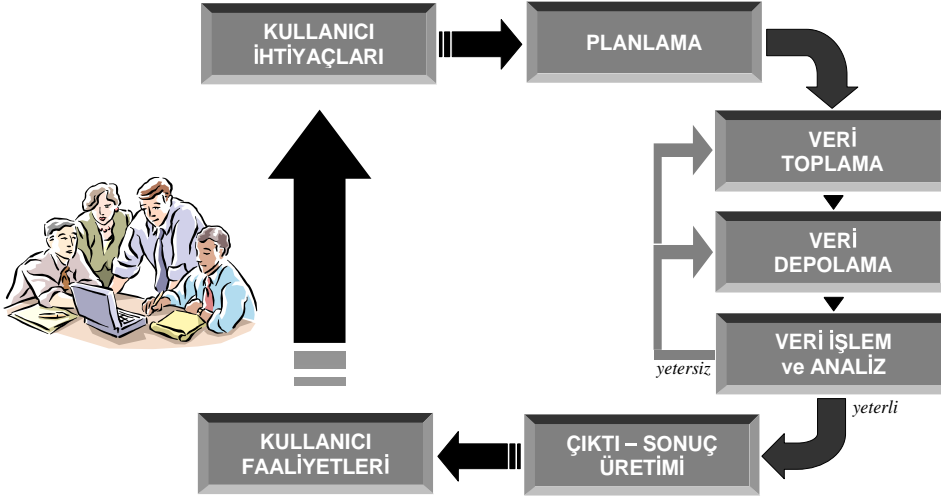 KULLANICI
İHTİYAÇLARI
PLANLAMA
VERİ
TOPLAMA
VERİ
DEPOLAMA
VERİ İŞLEM
ve ANALİZ
yetersiz
yeterli
ÇIKTI – SONUÇ
ÜRETİMİ
KULLANICI
FAALİYETLERİ